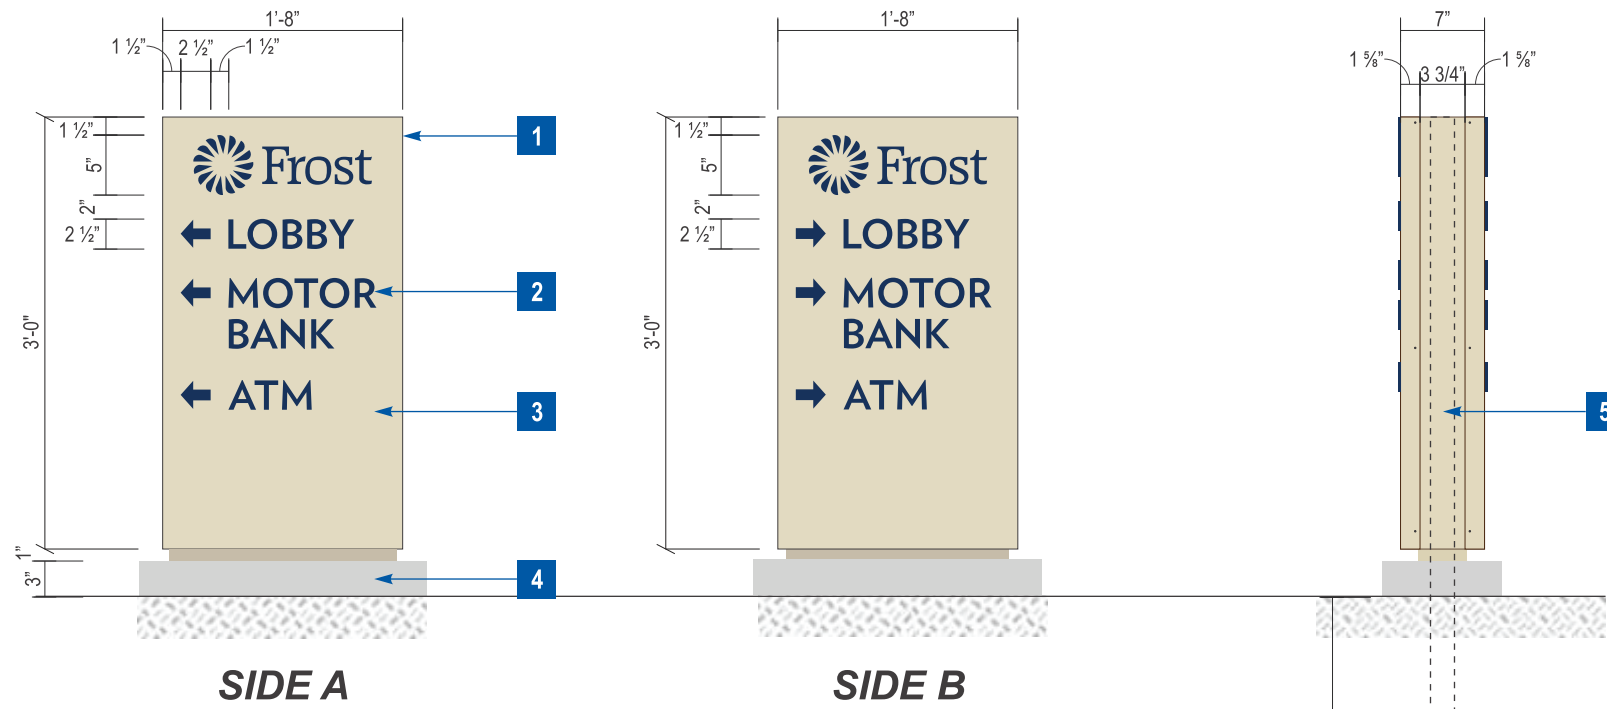 1’-8”
1 ½”
2 ½”
1 ½”
1 ½”
5”
2”
2 ½”
3'-0"
1”
3”
Frost
LOBBY
MOTOR
BANK
ATM
1
2
3
4
SIDE A
1’-8”
1 ½”
5”
2”
2 ½”
3'-0"
Frost
LOBBY
MOTOR
BANK
ATM
SIDE B
7”
1 ⅝”
3 3/4”
1 ⅝”
5